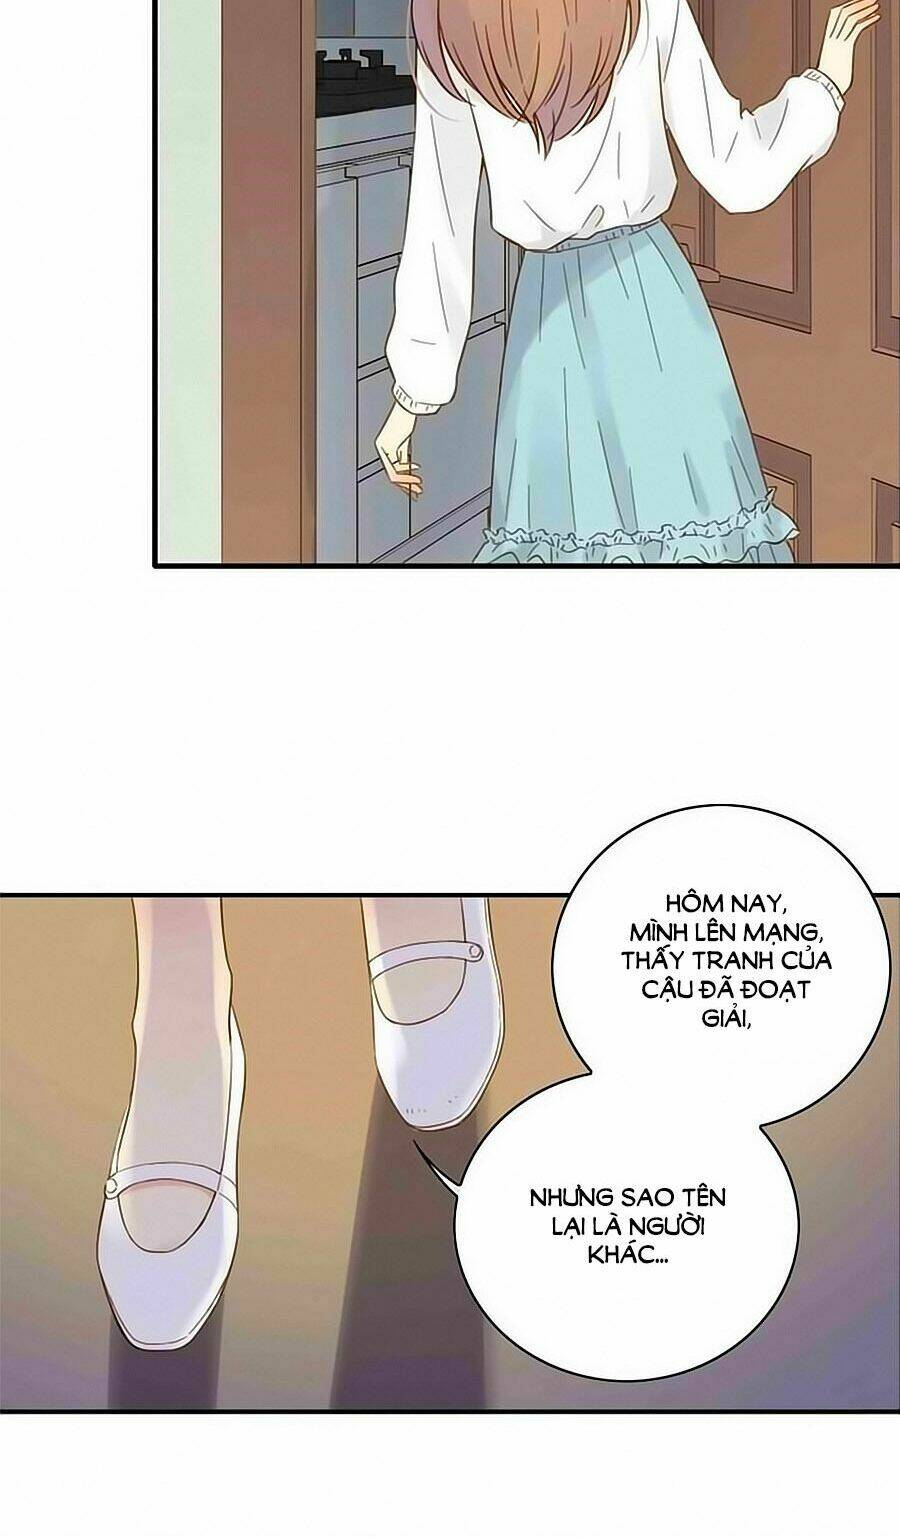 HÔM NAY,
MÌNH LÊN MẠNG,
THẤY TRANH CỦA
CẬU ĐÃ ĐOẠT
GIẢI,
NHƯNG SAO TÊN
LẠI LÀ NGƯỜI
KHÁC...